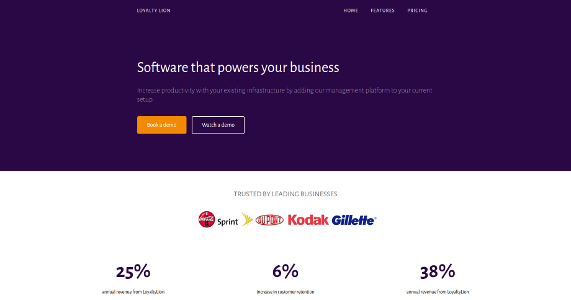 LOYALTY LION
HOME FEATURES PRICING
Software that powers your business
Increase productivity with your existing infrastructure by adding our management platform to your current
setup.
Book a demo Watch a demo
TRUSTED BY LEADING BUSINESSES
Coca-Cola Sprint DUPONT Kodak Gillette
25% 6% 38%
annual revenue from LoyaltyLion increase in customer retention annual revenue from LoyaltyLion